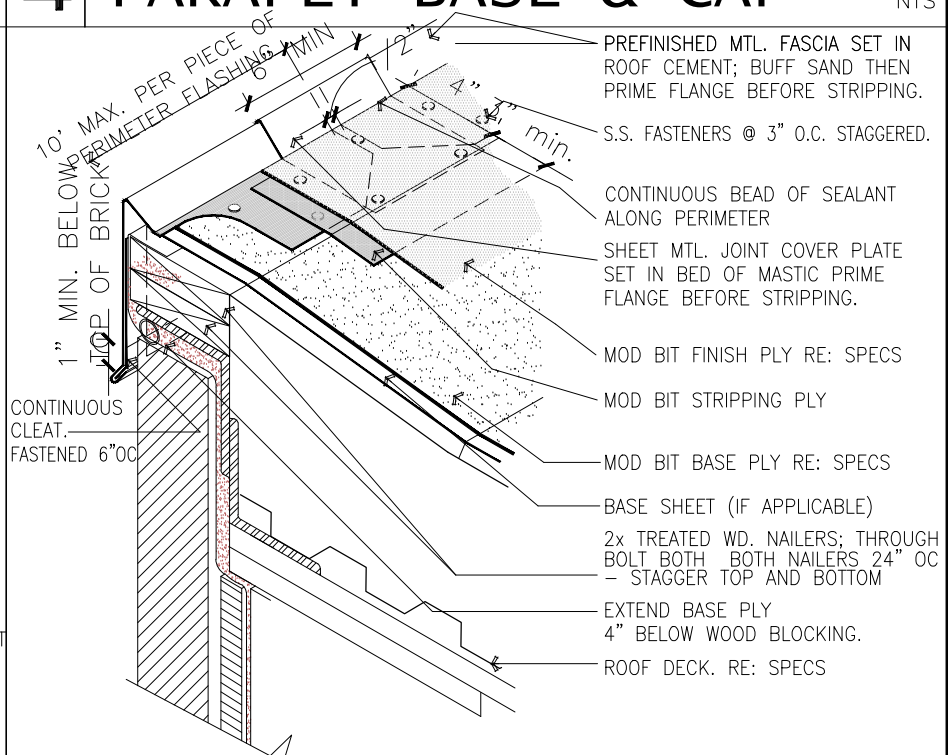 4 PARAPET BASE & CAP NTS
10' MAX. PER PIECE OF
PERIMETER FLASHING
6" MIN
2"
4"
2" min.
1" MIN. BELOW
TOP OF BRICK
CONTINUOUS
CLEAT.
FASTENED 6"OC
PREFINISHED MTL. FASCIA SET IN
ROOF CEMENT; BUFF SAND THEN
PRIME FLANGE BEFORE STRIPPING.
S.S. FASTENERS @ 3" O.C. STAGGERED.
CONTINUOUS BEAD OF SEALANT
ALONG PERIMETER
SHEET MTL. JOINT COVER PLATE
SET IN BED OF MASTIC PRIME
FLANGE BEFORE STRIPPING.
MOD BIT FINISH PLY RE: SPECS
MOD BIT STRIPPING PLY
MOD BIT BASE PLY RE: SPECS
BASE SHEET (IF APPLICABLE)
2x TREATED WD. NAILERS; THROUGH
BOLT BOTH BOTH NAILERS 24" OC
– STAGGER TOP AND BOTTOM
EXTEND BASE PLY
4" BELOW WOOD BLOCKING.
ROOF DECK. RE: SPECS